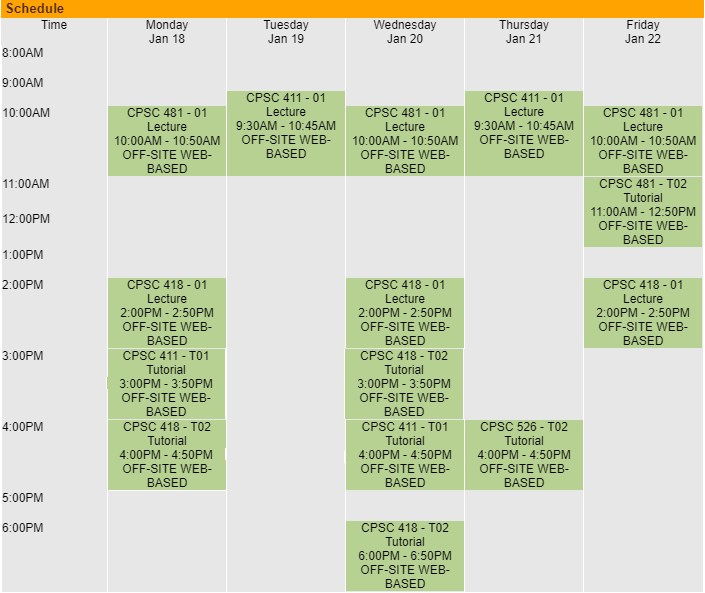 Schedule
Time
Monday
Jan 18
Tuesday
Jan 19
Wednesday
Jan 20
Thursday
Jan 21
Friday
Jan 22
8:00AM
9:00AM
10:00AM
CPSC 481 - 01
Lecture
10:00AM - 10:50AM
OFF-SITE WEB-
BASED
CPSC 411 - 01
Lecture
9:30AM - 10:45AM
OFF-SITE WEB-
BASED
CPSC 481 - 01
Lecture
10:00AM - 10:50AM
OFF-SITE WEB-
BASED
CPSC 411 - 01
Lecture
9:30AM - 10:45AM
OFF-SITE WEB-
BASED
CPSC 481 - 01
Lecture
10:00AM - 10:50AM
OFF-SITE WEB-
BASED
11:00AM
CPSC 481 - T02
Tutorial
11:00AM - 12:50PM
OFF-SITE WEB-
BASED
12:00PM
1:00PM
2:00PM
CPSC 418 - 01
Lecture
2:00PM - 2:50PM
OFF-SITE WEB-
BASED
CPSC 418 - 01
Lecture
2:00PM - 2:50PM
OFF-SITE WEB-
BASED
CPSC 418 - 01
Lecture
2:00PM - 2:50PM
OFF-SITE WEB-
BASED
3:00PM
CPSC 411 - T01
Tutorial
3:00PM - 3:50PM
OFF-SITE WEB-
BASED
CPSC 418 - T02
Tutorial
3:00PM - 3:50PM
OFF-SITE WEB-
BASED
4:00PM
CPSC 418 - T02
Tutorial
4:00PM - 4:50PM
OFF-SITE WEB-
BASED
CPSC 411 - T01
Tutorial
4:00PM - 4:50PM
OFF-SITE WEB-
BASED
CPSC 526 - T02
Tutorial
4:00PM - 4:50PM
OFF-SITE WEB-
BASED
5:00PM
6:00PM
CPSC 418 - T02
Tutorial
6:00PM - 6:50PM
OFF-SITE WEB-
BASED